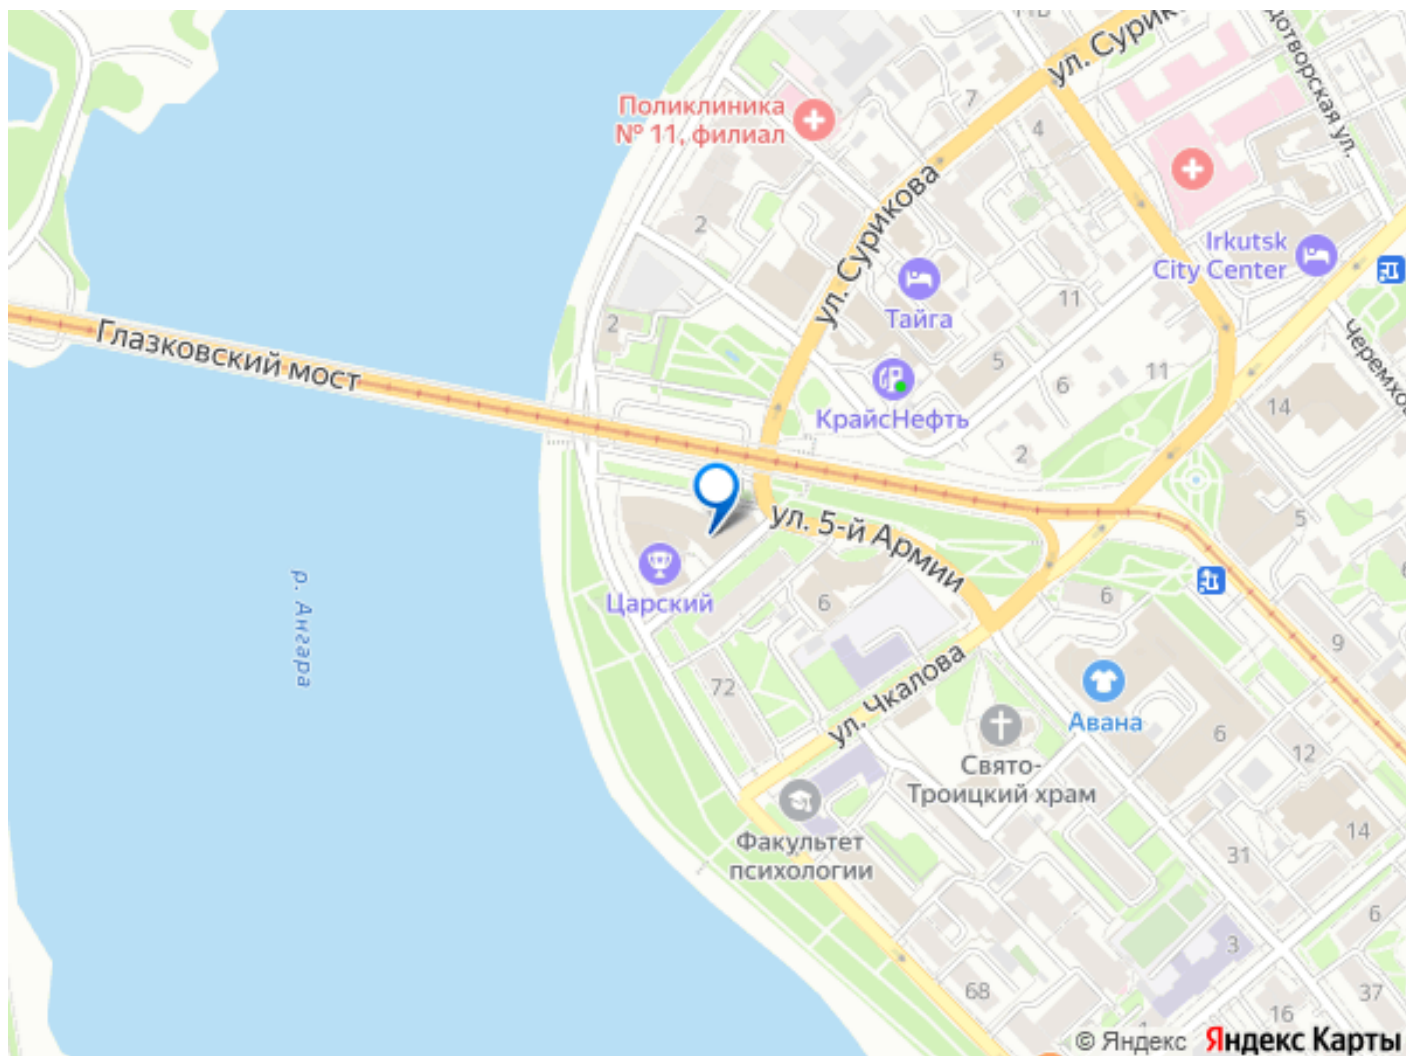 ул. Сурикова
Поликлиника
№ 11, филиал
7
4
2
ул. Сурикова
Irkutsk
City Center
Тайга
11
2
5
6
11
КрайсНефть
14
Глазковский мост
2
ул. 5-й Армии
5
р. Ангара
Царский
6
6
9
72
ул. Чкалова
Авана
6
12
Свято-
Троицкий храм
Факультет
психологии
14
31
6
3
68
37
16
© Яндекс Яндекс Карты